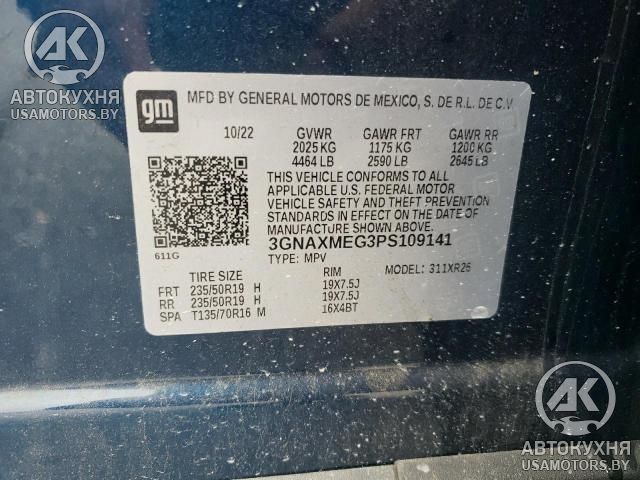 AK
АВТОКУХНЯ
USAMOTORS.BY
gm
MFD BY GENERAL MOTORS DE MEXICO, S. DE R.L. DE C.V.
10/22 GVWR GAWR FRT GAWR RR
2025 KG 1175 KG 1200 KG
4464 LB 2590 LB 2645 LB
THIS VEHICLE CONFORMS TO ALL
APPLICABLE U.S. FEDERAL MOTOR
VEHICLE SAFETY AND THEFT PREVENTION
STANDARDS IN EFFECT ON THE DATE OF
MANUFACTURE SHOWN ABOVE.
3GNAXMEG3PS109141
611G
TYPE: MPV MODEL: 311XR26
TIRE SIZE RIM
FRT 235/50R19 H 19X7.5J
RR 235/50R19 H 19X7.5J
SPA T135/70R16 M 16X4BT
AK
АВТОКУХНЯ
USAMOTORS.BY